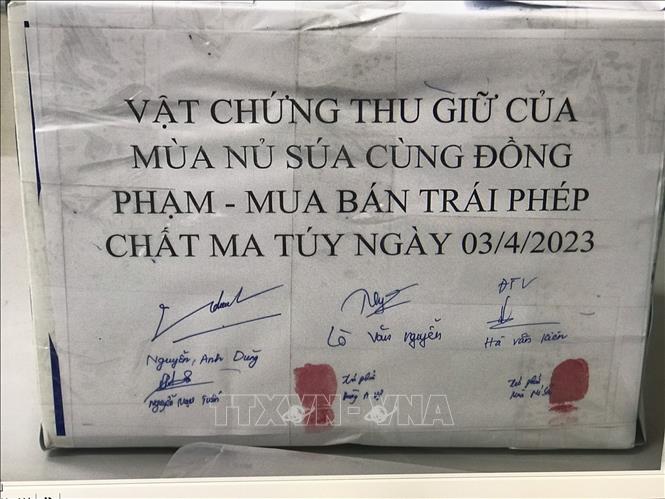 VẬT CHỨNG THU GIỮ CỦA
MÙA NỦ SÚA CÙNG ĐỒNG
PHẠM - MUA BÁN TRÁI PHÉP
CHẤT MA TÚY NGÀY 03/4/2023
ĐTV
Nguyễn Anh Dũng
Lò Văn Nguyễn
Hà Văn Kiên
TTXVN-VNA